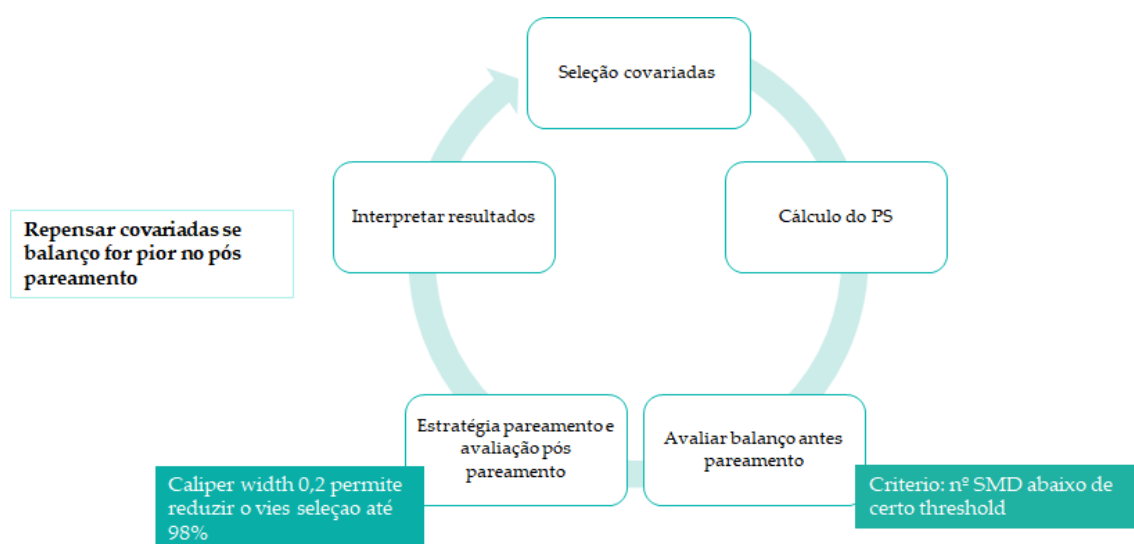 Seleção covariadas
Cálculo do PS
Avaliar balanço antes
pareamento
Criterio: nº SMD abaixo de
certo threshold
Estratégia pareamento e
avaliação pós
pareamento
Caliper width 0,2 permite
reduzir o vies seleçao até
98%
Interpretar resultados
Repensar covariadas se
balanço for pior no pós
pareamento